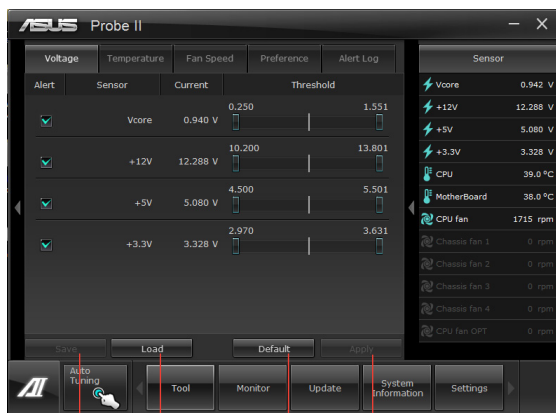 ASUS Probe II
Voltage Temperature Fan Speed Preference Alert Log
Alert Sensor Current Threshold
Vcore 0.940 V 0.250 1.551
+12V 12.288 V 10.200 13.801
+5V 5.080 V 4.500 5.501
+3.3V 3.328 V 2.970 3.631
Save Load Default Apply
Sensor
Vcore 0.942 V
+12V 12.288 V
+5V 5.080 V
+3.3V 3.328 V
CPU 39.0 ºC
MotherBoard 38.0 ºC
CPU fan 1715 rpm
Chassis fan 1 0 rpm
Chassis fan 2 0 rpm
Chassis fan 3 0 rpm
Chassis fan 4 0 rpm
CPU fan OPT 0 rpm
AI
Auto
Tuning
Tool Monitor Update
System
Information
Settings